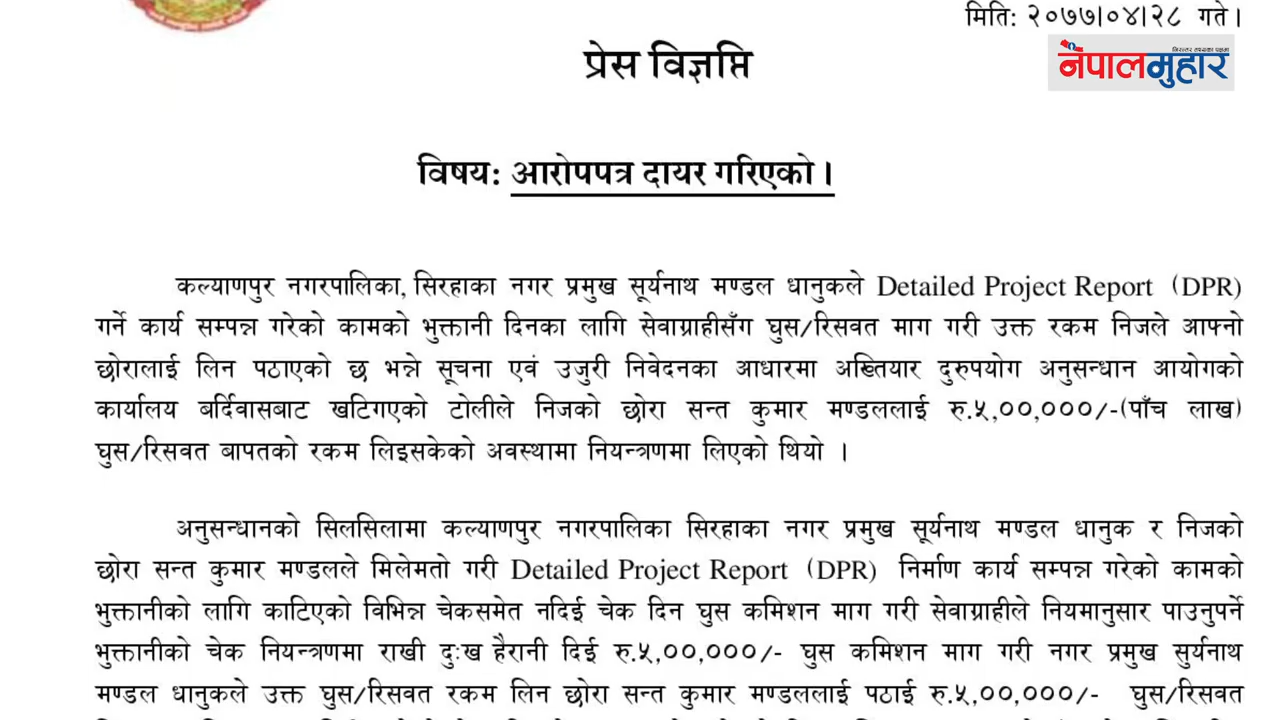 मितिः २०७७।०४।२८ गते।
निरन्तर तपाईंका पक्षमा
नेपालमुहार
प्रेस विज्ञप्ति
विषयः आरोपपत्र दायर गरिएको।
कल्याणपुर नगरपालिका, सिरहाका नगर प्रमुख सूर्यनाथ मण्डल धानुकले Detailed Project Report (DPR)
गर्ने कार्य सम्पन्न गरेको कामको भुक्तानी दिनका लागि सेवाग्राहीसँग घुस/रिसवत माग गरी उक्त रकम निजले आफ्नो
छोरालाई लिन पठाएको छ भन्ने सूचना एवं उजुरी निवेदनका आधारमा अख्तियार दुरुपयोग अनुसन्धान आयोगको
कार्यालय बर्दिवासबाट खटिगएको टोलीले निजको छोरा सन्त कुमार मण्डललाई रु.५,००,०००/-(पाँच लाख)
घुस/रिसवत बापतको रकम लिइसकेको अवस्थामा नियन्त्रणमा लिएको थियो ।
अनुसन्धानको सिलसिलामा कल्याणपुर नगरपालिका सिरहाका नगर प्रमुख सूर्यनाथ मण्डल धानुक र निजको
छोरा सन्त कुमार मण्डलले मिलेमतो गरी Detailed Project Report (DPR) निर्माण कार्य सम्पन्न गरेको कामको
भुक्तानीको लागि काटिएको विभिन्न चेकसमेत नदिई चेक दिन घुस कमिशन माग गरी सेवाग्राहीले नियमानुसार पाउनुपर्ने
भुक्तानीको चेक नियन्त्रणमा राखी दुःख हैरानी दिई रु.५,००,०००/- घुस कमिशन माग गरी नगर प्रमुख सुर्यनाथ
मण्डल धानुकले उक्त घुस/रिसवत रकम लिन छोरा सन्त कुमार मण्डललाई पठाई रु.५,००,०००/- घुस/रिसवत